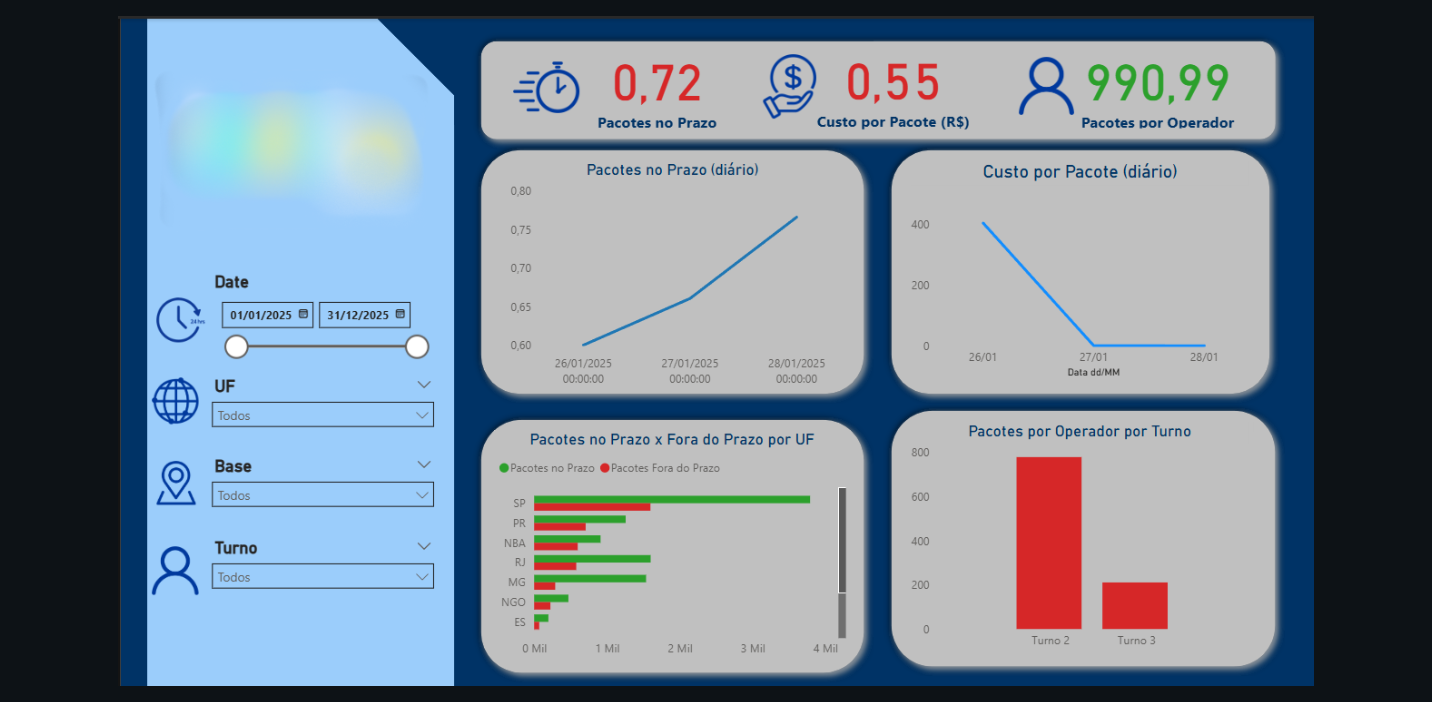 Date
01/01/2025 31/12/2025
24 hrs
UF
Todos
Base
Todos
Turno
Todos
0,72
Pacotes no Prazo
$
0,55
Custo por Pacote (R$)
990,99
Pacotes por Operador
Pacotes no Prazo (diário)
0,80
0,75
0,70
0,65
0,60
26/01/2025 27/01/2025 28/01/2025
00:00:00 00:00:00 00:00:00
Custo por Pacote (diário)
400
200
0
26/01 27/01 28/01
Data dd/MM
Pacotes no Prazo x Fora do Prazo por UF
Pacotes no Prazo Pacotes Fora do Prazo
SP
PR
NBA
RJ
MG
NGO
ES
0 Mil 1 Mil 2 Mil 3 Mil 4 Mil
Pacotes por Operador por Turno
800
600
400
200
0
Turno 2 Turno 3